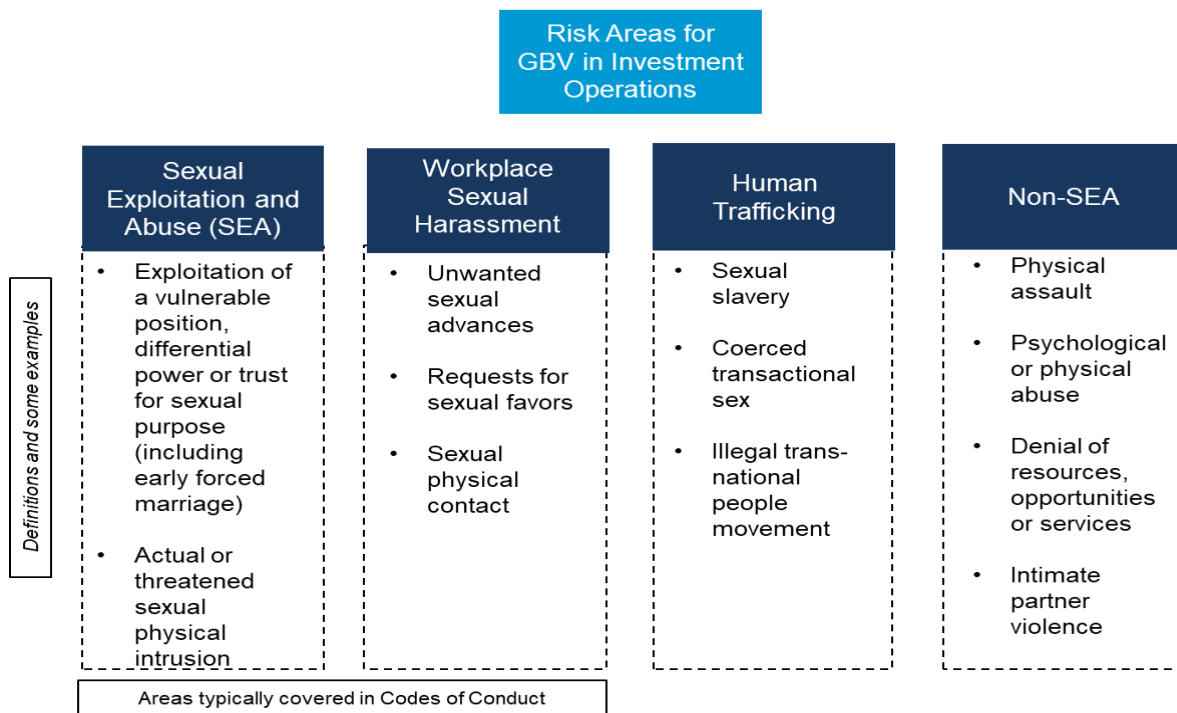 Risk Areas for
GBV in Investment
Operations
Sexual
Exploitation and
Abuse (SEA)
Workplace
Sexual
Harassment
Human
Trafficking
Non-SEA
Definitions and some examples
• Exploitation of
a vulnerable
position,
differential
power or trust
for sexual
purpose
(including
early forced
marriage)
• Actual or
threatened
sexual
physical
intrusion
• Unwanted
sexual
advances
• Requests for
sexual favors
• Sexual
physical
contact
• Sexual
slavery
• Coerced
transactional
sex
• Illegal trans-
national
people
movement
• Physical
assault
• Psychological
or physical
abuse
• Denial of
resources,
opportunities
or services
• Intimate
partner
violence
Areas typically covered in Codes of Conduct